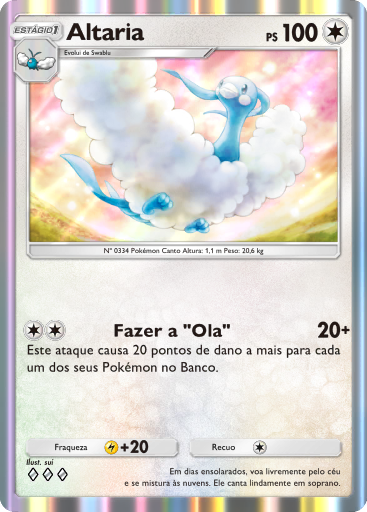 ESTÁGIO 1
Altaria
PS 100
Evolui de Swablu
N° 0334 Pokémon Canto Altura: 1,1 m Peso: 20,6 kg
Fazer a "Ola" 20+
Este ataque causa 20 pontos de dano a mais para cada
um dos seus Pokémon no Banco.
Fraqueza +20 Recuo
Ilust. sui
Em dias ensolarados, voa livremente pelo céu
e se mistura às nuvens. Ele canta lindamente em soprano.